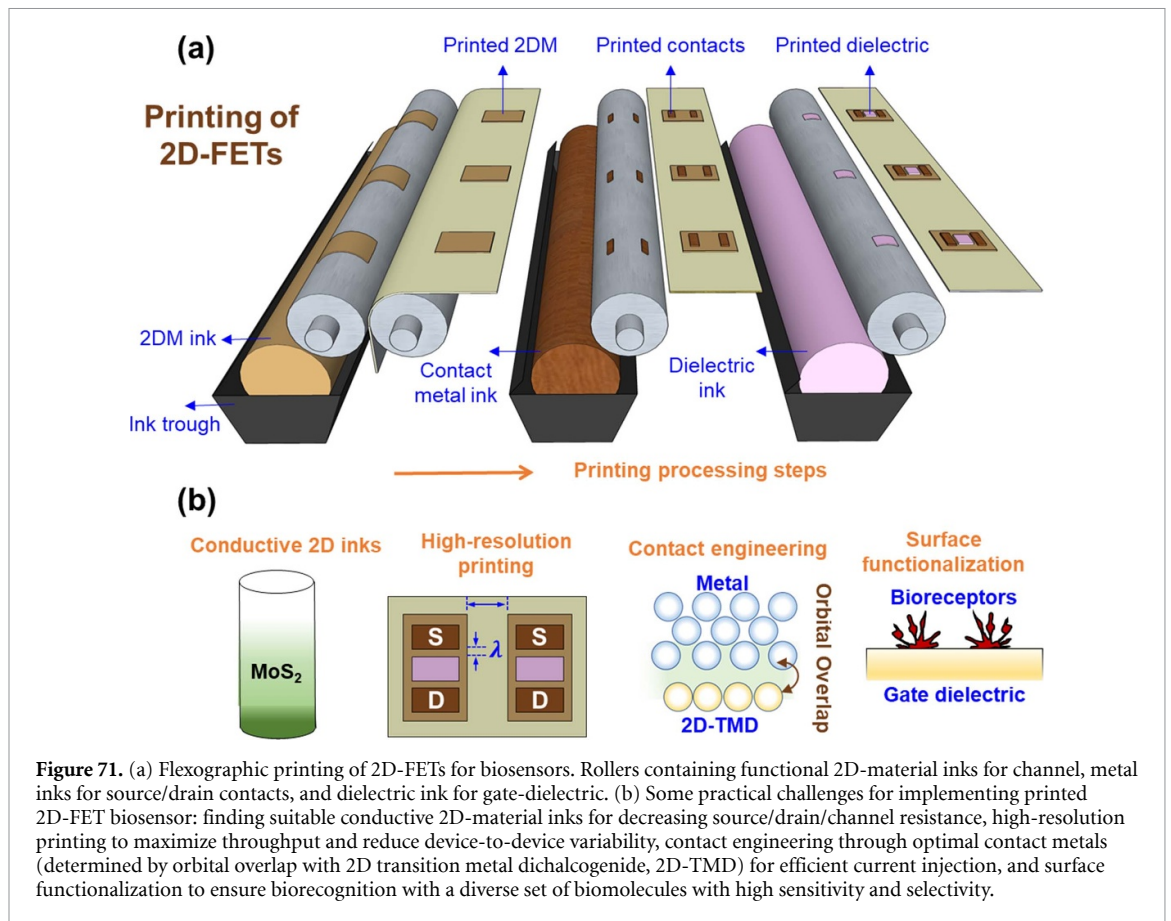 (a)
Printing of
2D-FETs
Printed 2DM
Printed contacts
Printed dielectric
2DM ink
Ink trough
Contact
metal ink
Dielectric
ink
Printing processing steps
(b)
Conductive 2D inks
MoS₂
High-resolution
printing
S
S
λ
D
D
Contact engineering
Metal
Orbital Overlap
2D-TMD
Surface
functionalization
Bioreceptors
Gate dielectric
Figure 71. (a) Flexographic printing of 2D-FETs for biosensors. Rollers containing functional 2D-material inks for channel, metal
inks for source/drain contacts, and dielectric ink for gate-dielectric. (b) Some practical challenges for implementing printed
2D-FET biosensor: finding suitable conductive 2D-material inks for decreasing source/drain/channel resistance, high-resolution
printing to maximize throughput and reduce device-to-device variability, contact engineering through optimal contact metals
(determined by orbital overlap with 2D transition metal dichalcogenide, 2D-TMD) for efficient current injection, and surface
functionalization to ensure biorecognition with a diverse set of biomolecules with high sensitivity and selectivity.